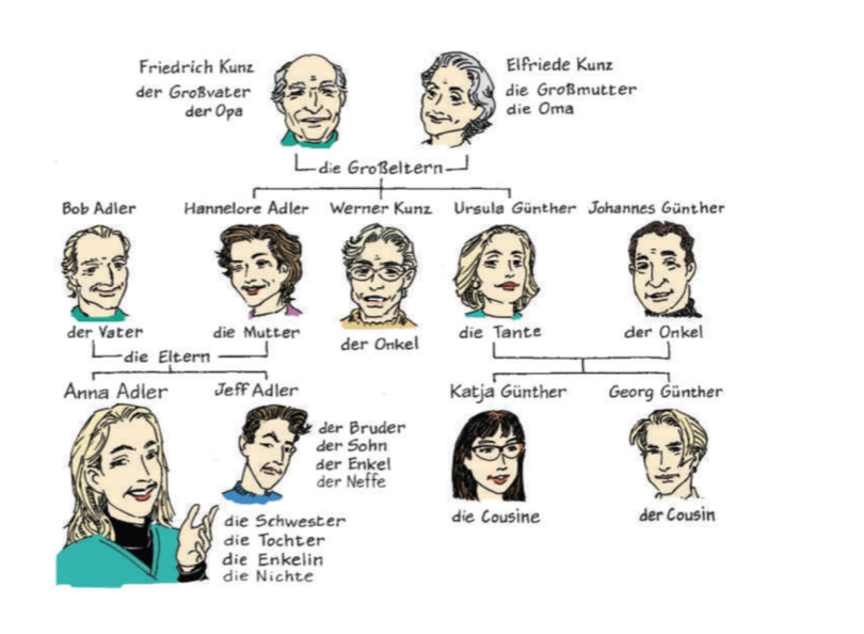 Friedrich Kunz
der Großvater
der Opa
Elfriede Kunz
die Großmutter
die Oma
die Großeltern
Bob Adler
Hannelore Adler
Werner Kunz
Ursula Günther
Johannes Günther
der Vater
die Mutter
der Onkel
die Tante
der Onkel
die Eltern
Anna Adler
Jeff Adler
Katja Günther
Georg Günther
der Bruder
der Sohn
der Enkel
der Neffe
die Schwester
die Tochter
die Enkelin
die Nichte
die Cousine
der Cousin